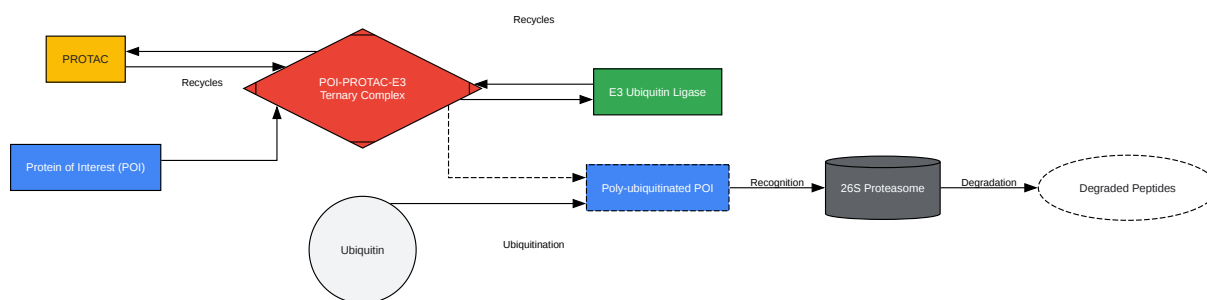 Recycles
PROTAC
Recycles
POI-PROTAC-E3
Ternary Complex
E3 Ubiquitin Ligase
Protein of Interest (POI)
Poly-ubiquitinated POI
Recognition
26S Proteasome
Degradation
Degraded Peptides
Ubiquitin
Ubiquitination